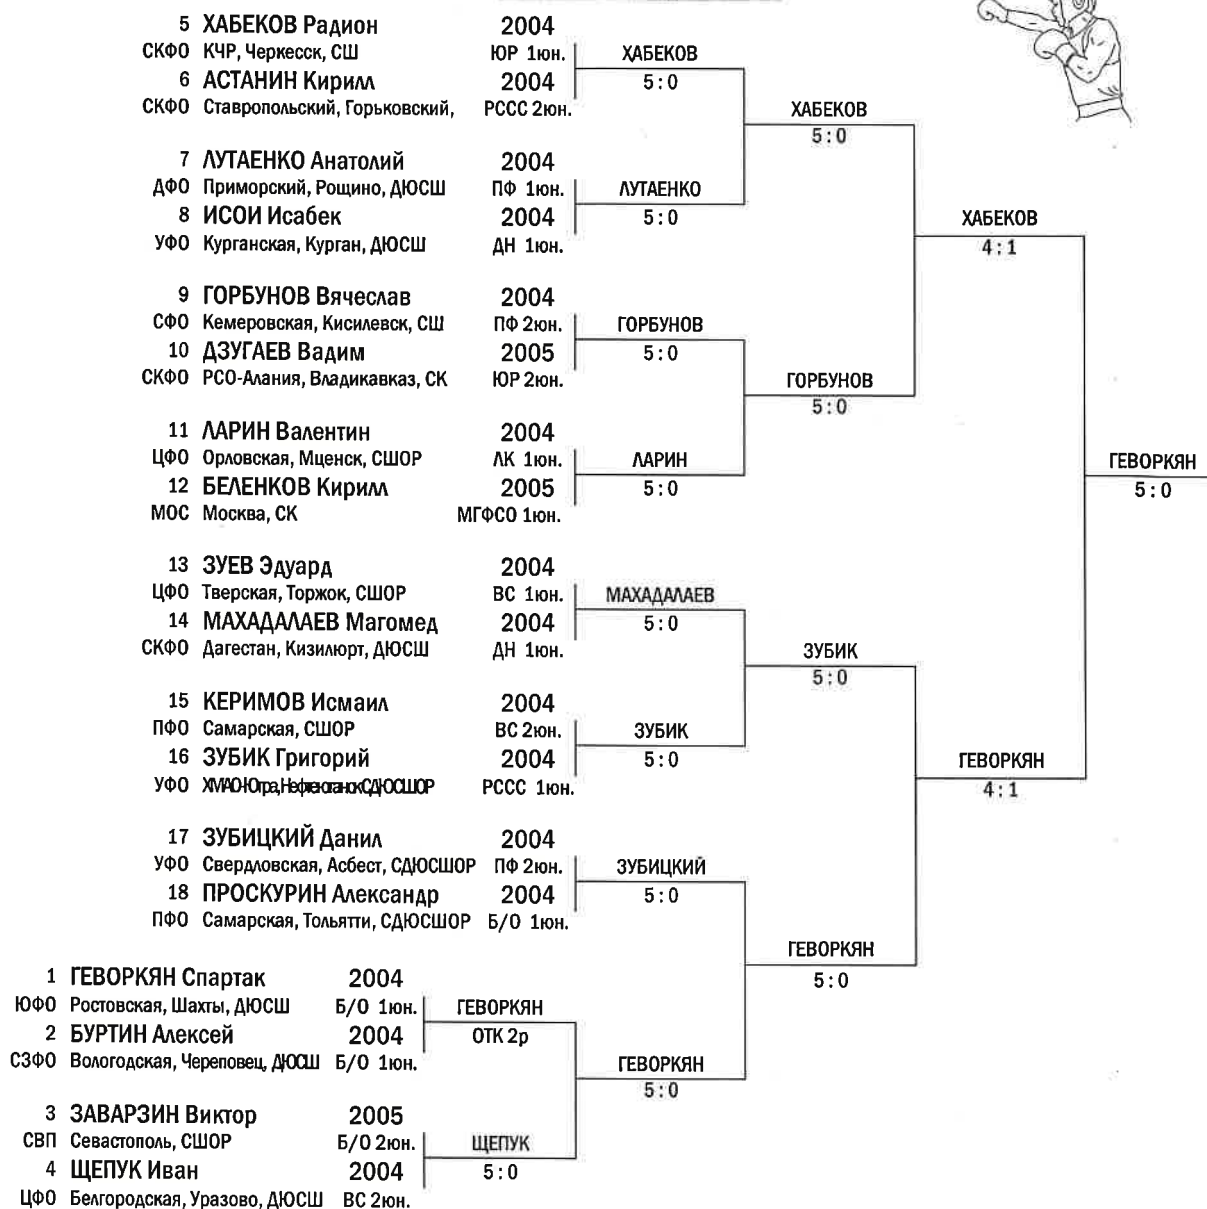 5 ХАБЕКОВ Радион 2004
СКФО КЧР, Черкесск, СШ ЮР 1юн.
ХАБЕКОВ
6 АСТАНИН Кирилл 2004
5:0
СКФО Ставропольский, Горьковский, РССС 2юн.
ХАБЕКОВ
5:0
7 ЛУТАЕНКО Анатолий 2004
ДФО Приморский, Рощино, ДЮСШ ПФ 1юн.
ЛУТАЕНКО
8 ИСОИ Исабек 2004
5:0
УФО Курганская, Курган, ДЮСШ ДН 1юн.
ХАБЕКОВ
4:1
9 ГОРБУНОВ Вячеслав 2004
СФО Кемеровская, Кисилевск, СШ ПФ 2юн.
ГОРБУНОВ
10 ДЗУГАЕВ Вадим 2005
5:0
СКФО РСО-Алания, Владикавказ, СК ЮР 2юн.
ГОРБУНОВ
5:0
11 ЛАРИН Валентин 2004
ЦФО Орловская, Мценск, СШОР ЛК 1юн.
ЛАРИН
12 БЕЛЕНКОВ Кирилл 2005
5:0
МОС Москва, СК МГФСО 1юн.
ГЕВОРКЯН
5:0
13 ЗУЕВ Эдуард 2004
ЦФО Тверская, Торжок, СШОР ВС 1юн.
МАХАДАЛАЕВ
14 МАХАДАЛАЕВ Магомед 2004
5:0
СКФО Дагестан, Кизилюрт, ДЮСШ ДН 1юн.
ЗУБИК
5:0
15 КЕРИМОВ Исмаил 2004
ПФО Самарская, СШОР ВС 2юн.
ЗУБИК
16 ЗУБИК Григорий 2004
5:0
УФО ХМАО-Югра, Нефтеюганск СДЮСШОР РССС 1юн.
ГЕВОРКЯН
4:1
17 ЗУБИЦКИЙ Данил 2004
УФО Свердловская, Асбест, СДЮСШОР ПФ 2юн.
ЗУБИЦКИЙ
18 ПРОСКУРИН Александр 2004
5:0
ПФО Самарская, Тольятти, СДЮСШОР Б/О 1юн.
ГЕВОРКЯН
5:0
1 ГЕВОРКЯН Спартак 2004
ЮФО Ростовская, Шахты, ДЮСШ Б/О 1юн.
ГЕВОРКЯН
2 БУРТИН Алексей 2004
ОТК 2р
СЗФО Вологодская, Череповец, ДЮСШ Б/О 1юн.
ГЕВОРКЯН
5:0
3 ЗАВАРЗИН Виктор 2005
СВП Севастополь, СШОР Б/О 2юн.
ЩЕПУК
4 ЩЕПУК Иван 2004
5:0
ЦФО Белгородская, Уразово, ДЮСШ ВС 2юн.